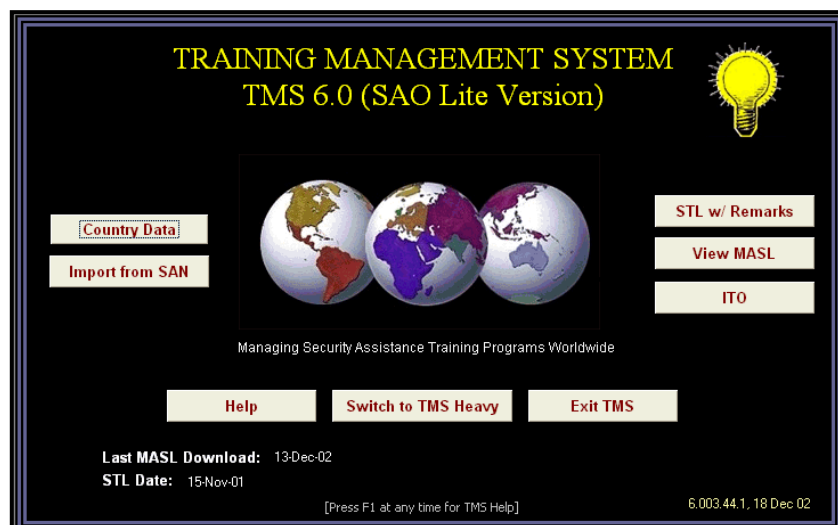 TRAINING MANAGEMENT SYSTEM
TMS 6.0 (SAO Lite Version)
Country Data
Import from SAN
STL w/ Remarks
View MASL
ITO
Managing Security Assistance Training Programs Worldwide
Help
Switch to TMS Heavy
Exit TMS
Last MASL Download: 13-Dec-02
STL Date: 15-Nov-01
[Press F1 at any time for TMS Help]
6.003.44.1, 18 Dec 02